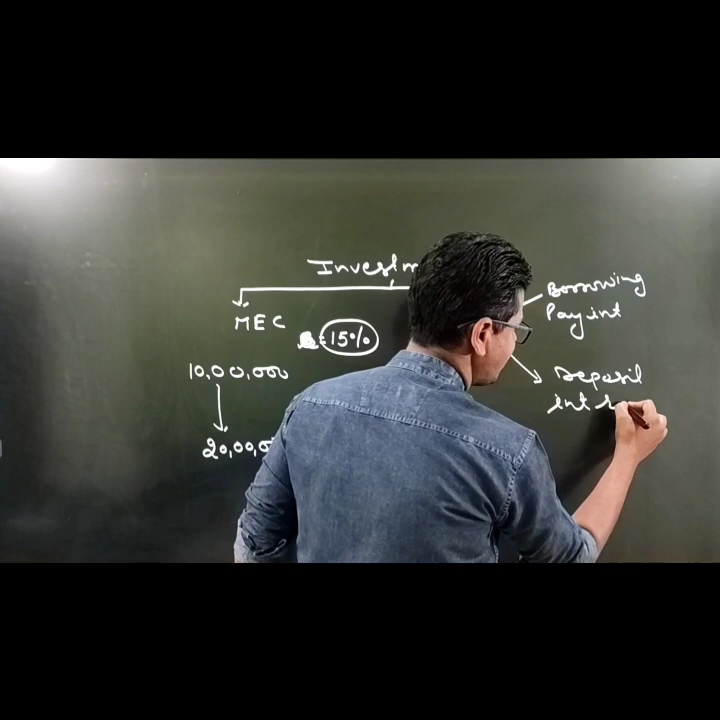 Investm
Borrowing
Pay int
MEC
15%
10,00,000
Deposit
int
20,00,0